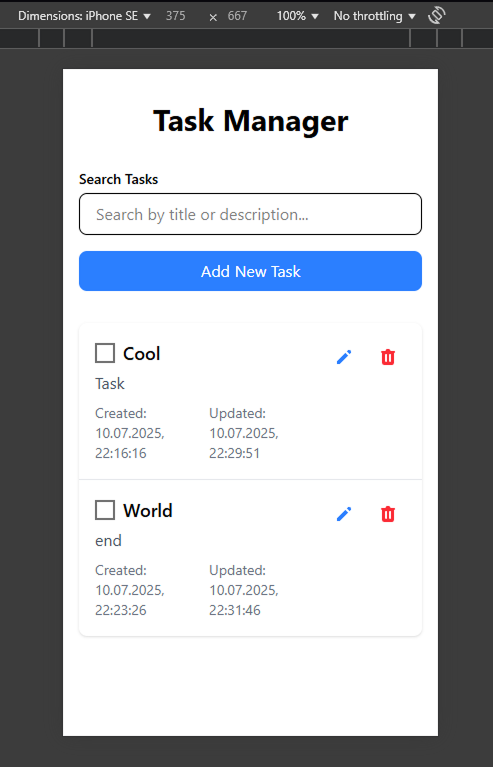 Dimensions: iPhone SE 375 × 667 100% No throttling
Task Manager
Search Tasks
Search by title or description...
Add New Task
Cool
Task
Created: Updated:
10.07.2025, 10.07.2025,
22:16:16 22:29:51
World
end
Created: Updated:
10.07.2025, 10.07.2025,
22:23:26 22:31:46